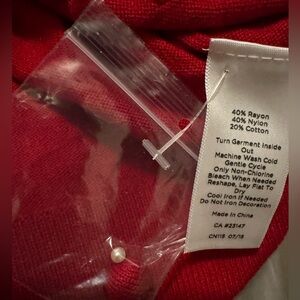 40% Rayon
40% Nylon
20% Cotton
Turn Garment Inside
Out
Machine Wash Cold
Gentle Cycle
Only Non-Chlorine
Bleach When Needed
Reshape, Lay Flat To
Dry
Cool Iron If Needed
Do Not Iron Decoration
Made In China
CA #23147
CN115 07/15